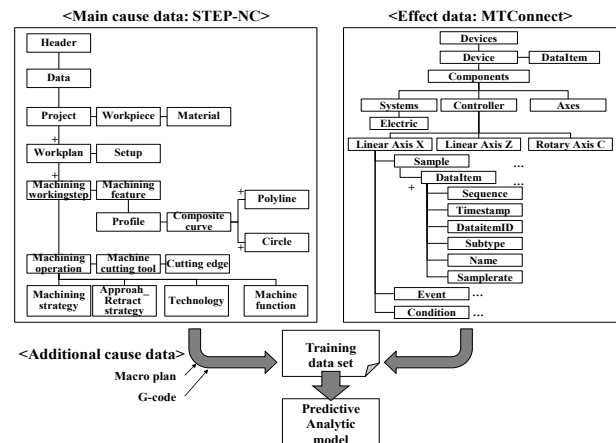 <Main cause data: STEP-NC>
Header
Data
Project
Workpiece
Material
+
Workplan
Setup
+
Machining
workingstep
Machining
feature
Profile
Composite
curve
+
Polyline
+
Circle
Machining
operation
Machine
cutting tool
Cutting edge
Machining
strategy
Approah_
Retract
strategy
Technology
Machine
function
<Effect data: MTConnect>
Devices
Device
DataItem
Components
Systems
Controller
Axes
Electric
Linear Axis X
Linear Axis Z
Rotary Axis C
Sample
...
DataItem
...
+
Sequence
Timestamp
DataitemID
Subtype
Name
Samplerate
Event
...
Condition
...
<Additional cause data>
Macro plan
G-code
Training
data set
Predictive
Analytic
model